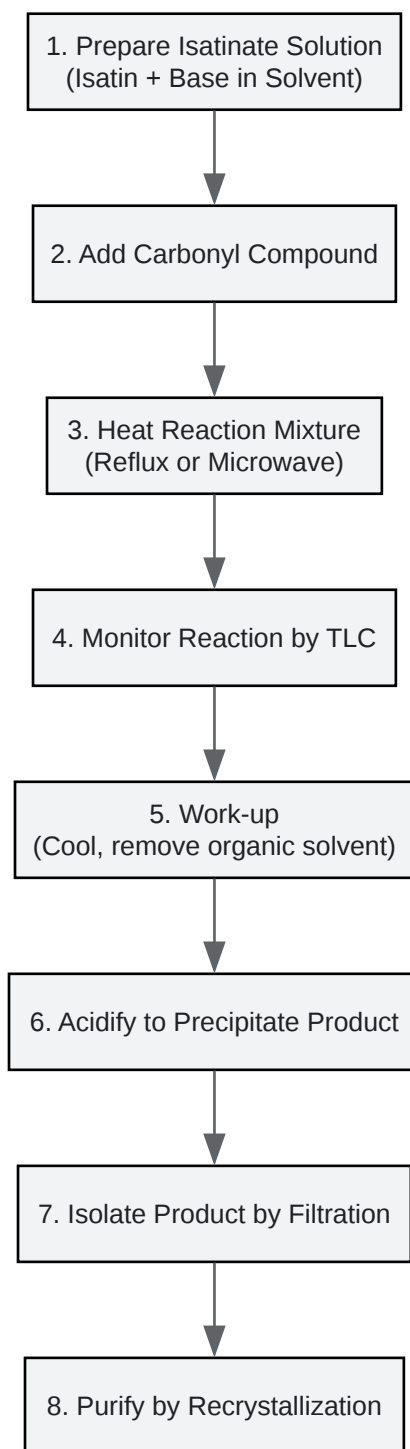 1. Prepare Isatinate Solution
(Isatin + Base in Solvent)
2. Add Carbonyl Compound
3. Heat Reaction Mixture
(Reflux or Microwave)
4. Monitor Reaction by TLC
5. Work-up
(Cool, remove organic solvent)
6. Acidify to Precipitate Product
7. Isolate Product by Filtration
8. Purify by Recrystallization